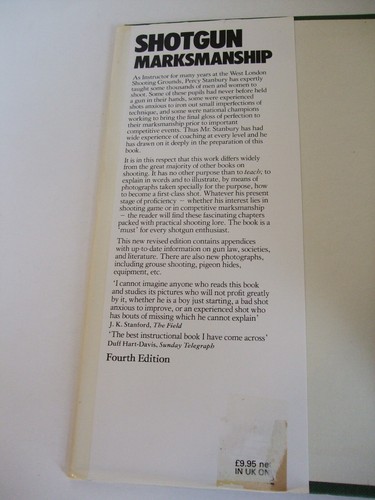 SHOTGUN
MARKSMANSHIP
As Instructor for many years at the West London
Shooting Grounds, Percy Stanbury has expertly
taught some thousands of men and women to
shoot. Some of these pupils had never before held
a gun in their hands, some were experienced
shots anxious to iron out small imperfections of
technique, and some were national champions
working to bring the final gloss of perfection to
their marksmanship prior to important
competitive events. Thus Mr. Stanbury has had
wide experience of coaching at every level and he
has drawn on it deeply in the preparation of this
book.
It is in this respect that this work differs widely
from the great majority of other books on
shooting. It has no other purpose than to teach; to
explain in words and to illustrate, by means of
photographs taken specially for the purpose, how
to become a first class shot. Whatever his present
stage of proficiency – whether his interest lies in
shooting game or in competitive marksmanship
– the reader will find these fascinating chapters
packed with practical shooting lore. The book is a
'must' for every shotgun enthusiast.
This new revised edition contains appendices
with up-to-date information on gun law, societies,
and literature. There are also new photographs,
including grouse shooting, pigeon hides,
equipment, etc.
'I cannot imagine anyone who reads this book
and studies its pictures who will not profit greatly
by it, whether he is a boy just starting, a bad shot
anxious to improve, or an experienced shot who
has bouts of missing which he cannot explain'
J. K. Stanford, The Field
'The best instructional book I have come across'
Duff Hart-Davis, Sunday Telegraph
Fourth Edition
£9.95 ne
IN UK ON